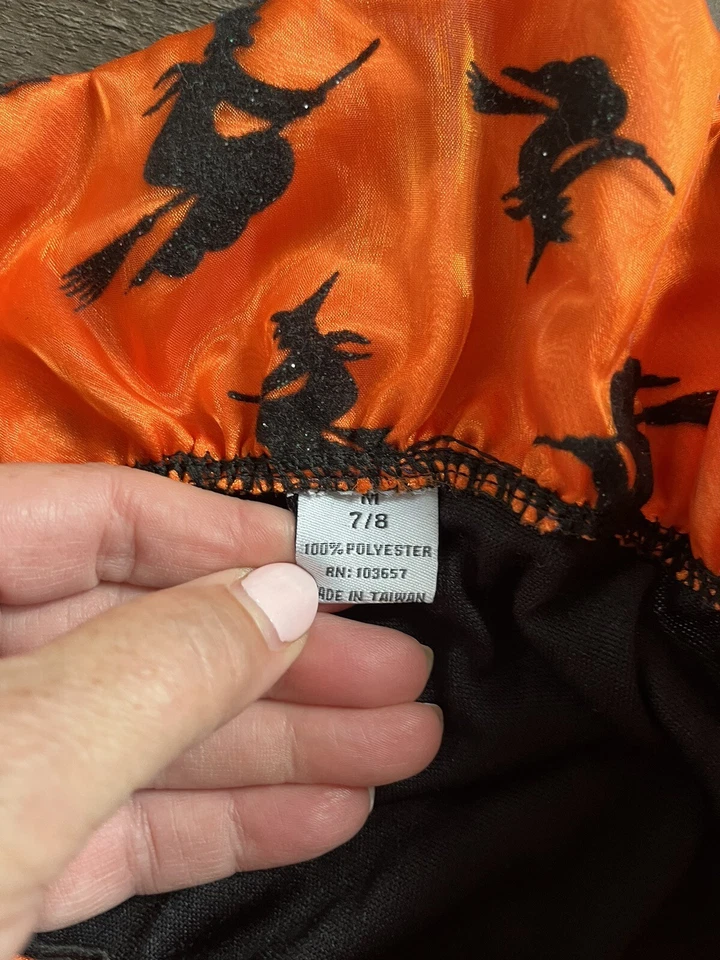 M
7/8
100% POLYESTER
RN: 103657
ADE IN TAIWAN